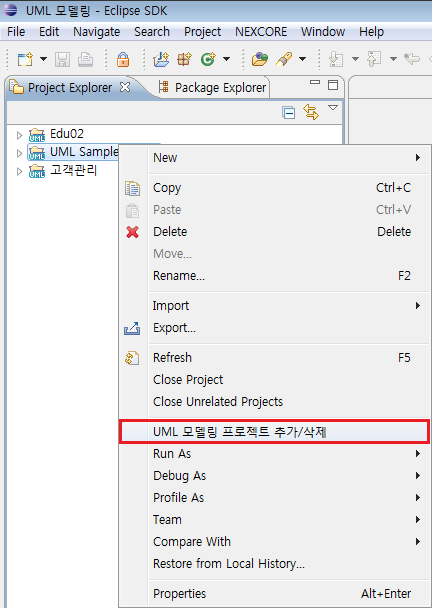 UML 모델링 - Eclipse SDK
File Edit Navigate Search Project NEXCORE Window Help
Project Explorer Package Explorer
Edu02
UML Sample
고객관리
New
Copy Ctrl+C
Paste Ctrl+V
Delete Delete
Move...
Rename... F2
Import
Export...
Refresh F5
Close Project
Close Unrelated Projects
UML 모델링 프로젝트 추가/삭제
Run As
Debug As
Profile As
Team
Compare With
Restore from Local History...
Properties Alt+Enter